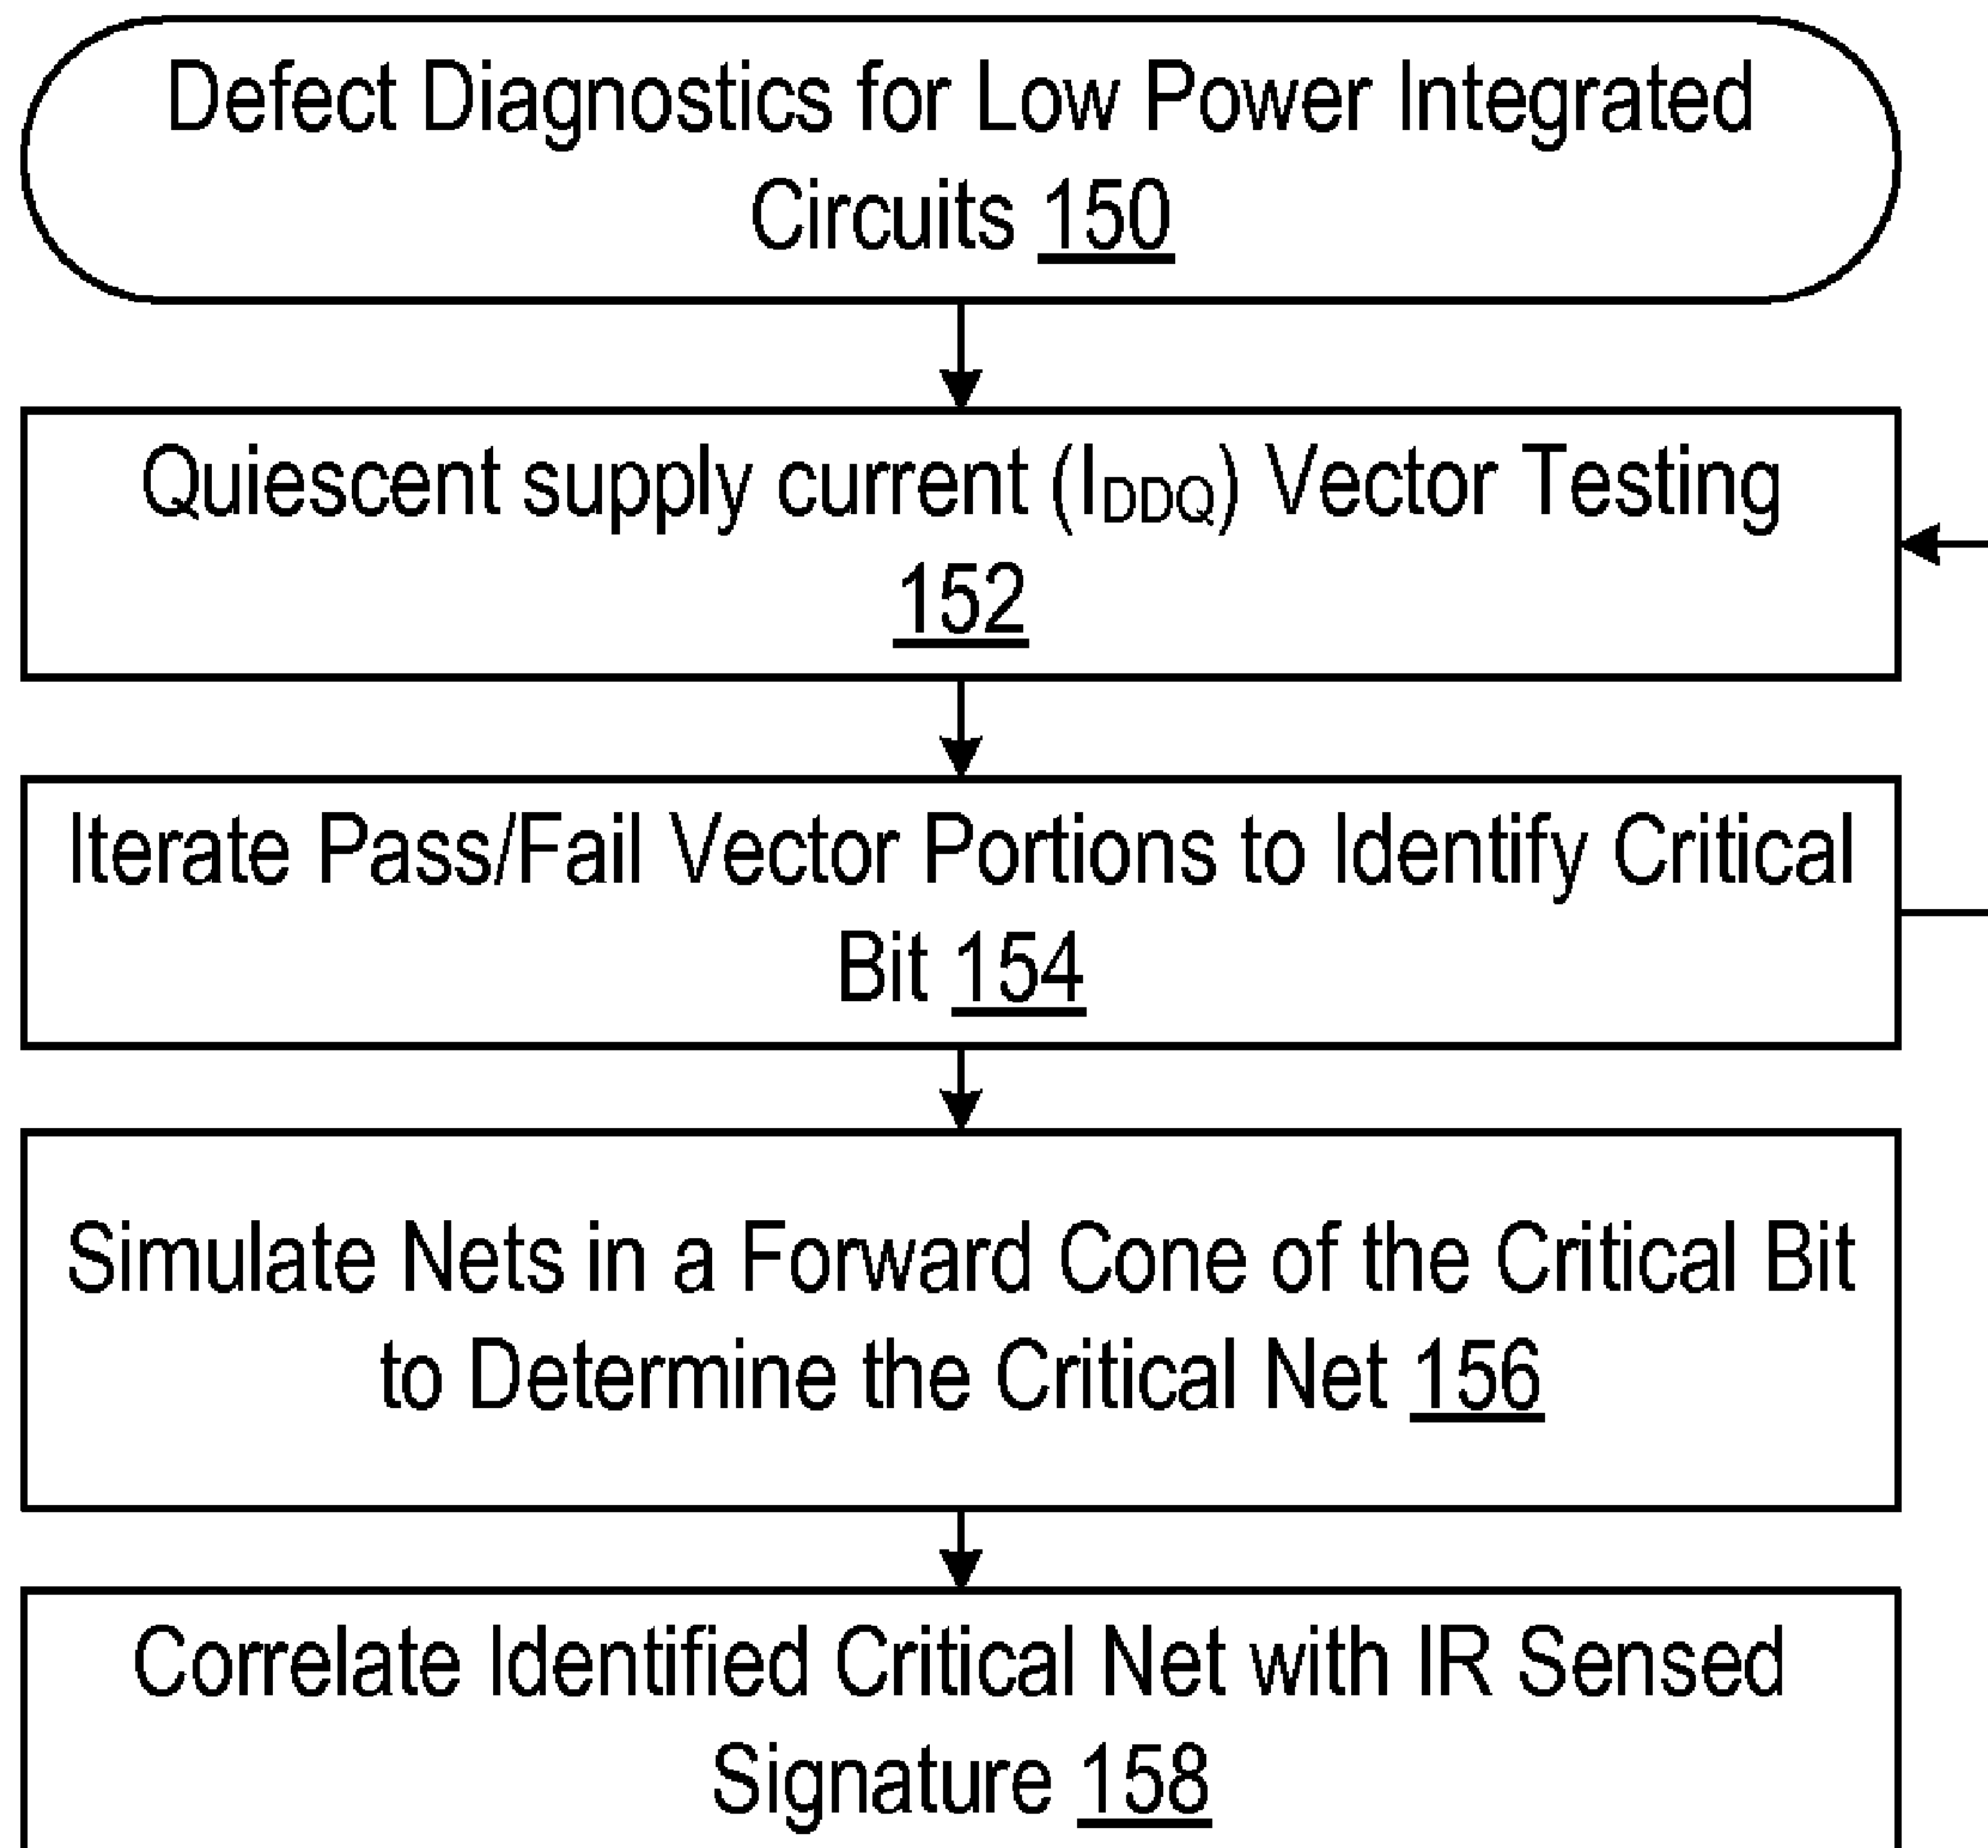 Defect Diagnostics for Low Power Integrated
Circuits 150
Quiescent supply current (IDDQ) Vector Testing
152
Iterate Pass/Fail Vector Portions to Identify Critical
Bit 154
Simulate Nets in a Forward Cone of the Critical Bit
to Determine the Critical Net 156
Correlate Identified Critical Net with IR Sensed
Signature 158